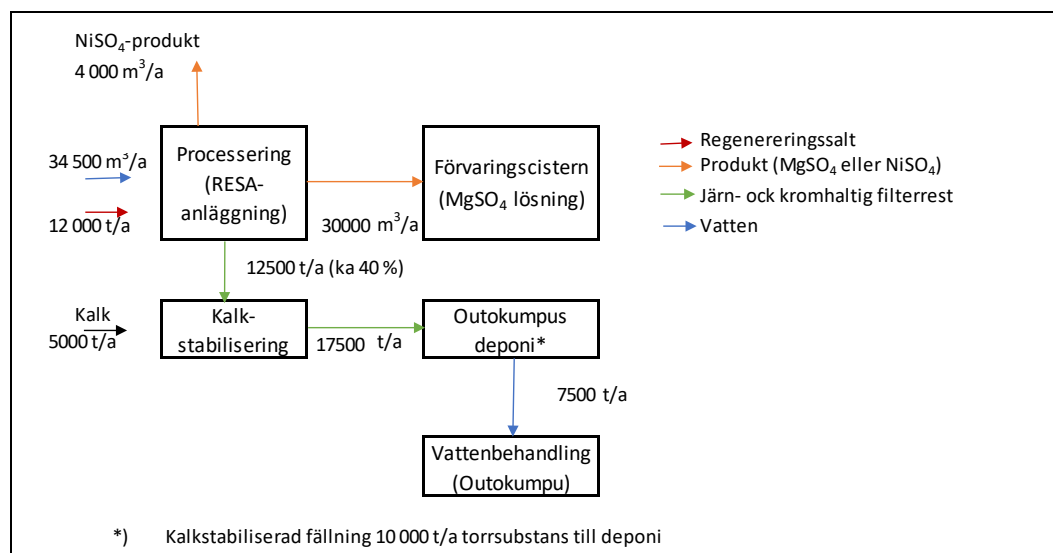 NiSO₄-produkt
4 000 m³/a
34 500 m³/a
12 000 t/a
Processering
(RESA-
anläggning)
30000 m³/a
Förvaringscistern
(MgSO₄ lösning)
Regenereringssalt
Produkt (MgSO₄ eller NiSO₄)
Järn- ock kromhaltig filterrest
Vatten
12500 t/a (ka 40 %)
Kalk
5000 t/a
Kalk-
stabilisering
17500 t/a
Outokumpus
deponi*
7500 t/a
Vattenbehandling
(Outokumpu)
*) Kalkstabiliserad fällning 10 000 t/a torrsubstans till deponi